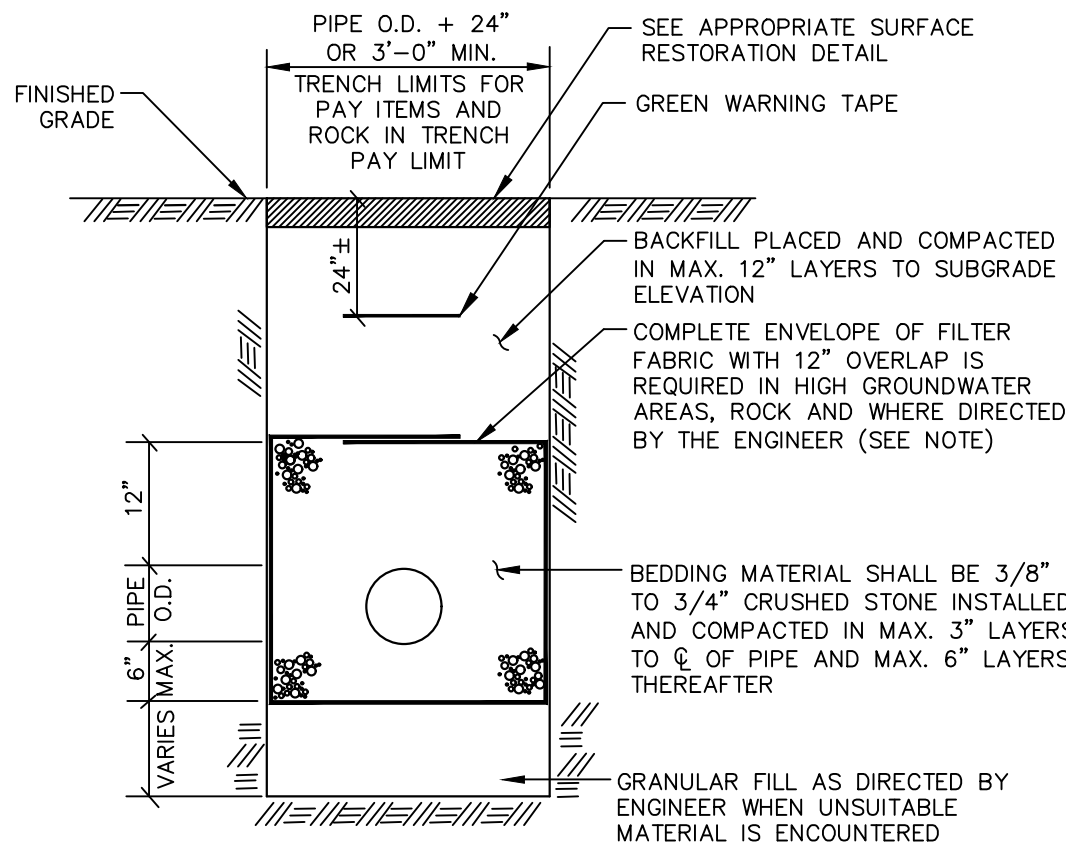 PIPE O.D. + 24”
OR 3’–0” MIN.
TRENCH LIMITS FOR
PAY ITEMS AND
ROCK IN TRENCH
PAY LIMIT
SEE APPROPRIATE SURFACE
RESTORATION DETAIL
GREEN WARNING TAPE
FINISHED
GRADE
24”±
BACKFILL PLACED AND COMPACTED
IN MAX. 12” LAYERS TO SUBGRADE
ELEVATION
COMPLETE ENVELOPE OF FILTER
FABRIC WITH 12” OVERLAP IS
REQUIRED IN HIGH GROUNDWATER
AREAS, ROCK AND WHERE DIRECTED
BY THE ENGINEER (SEE NOTE)
12”
PIPE
O.D.
6”
MAX.
VARIES
BEDDING MATERIAL SHALL BE 3/8”
TO 3/4” CRUSHED STONE INSTALLED
AND COMPACTED IN MAX. 3” LAYERS
TO ℄ OF PIPE AND MAX. 6” LAYERS
THEREAFTER
GRANULAR FILL AS DIRECTED BY
ENGINEER WHEN UNSUITABLE
MATERIAL IS ENCOUNTERED